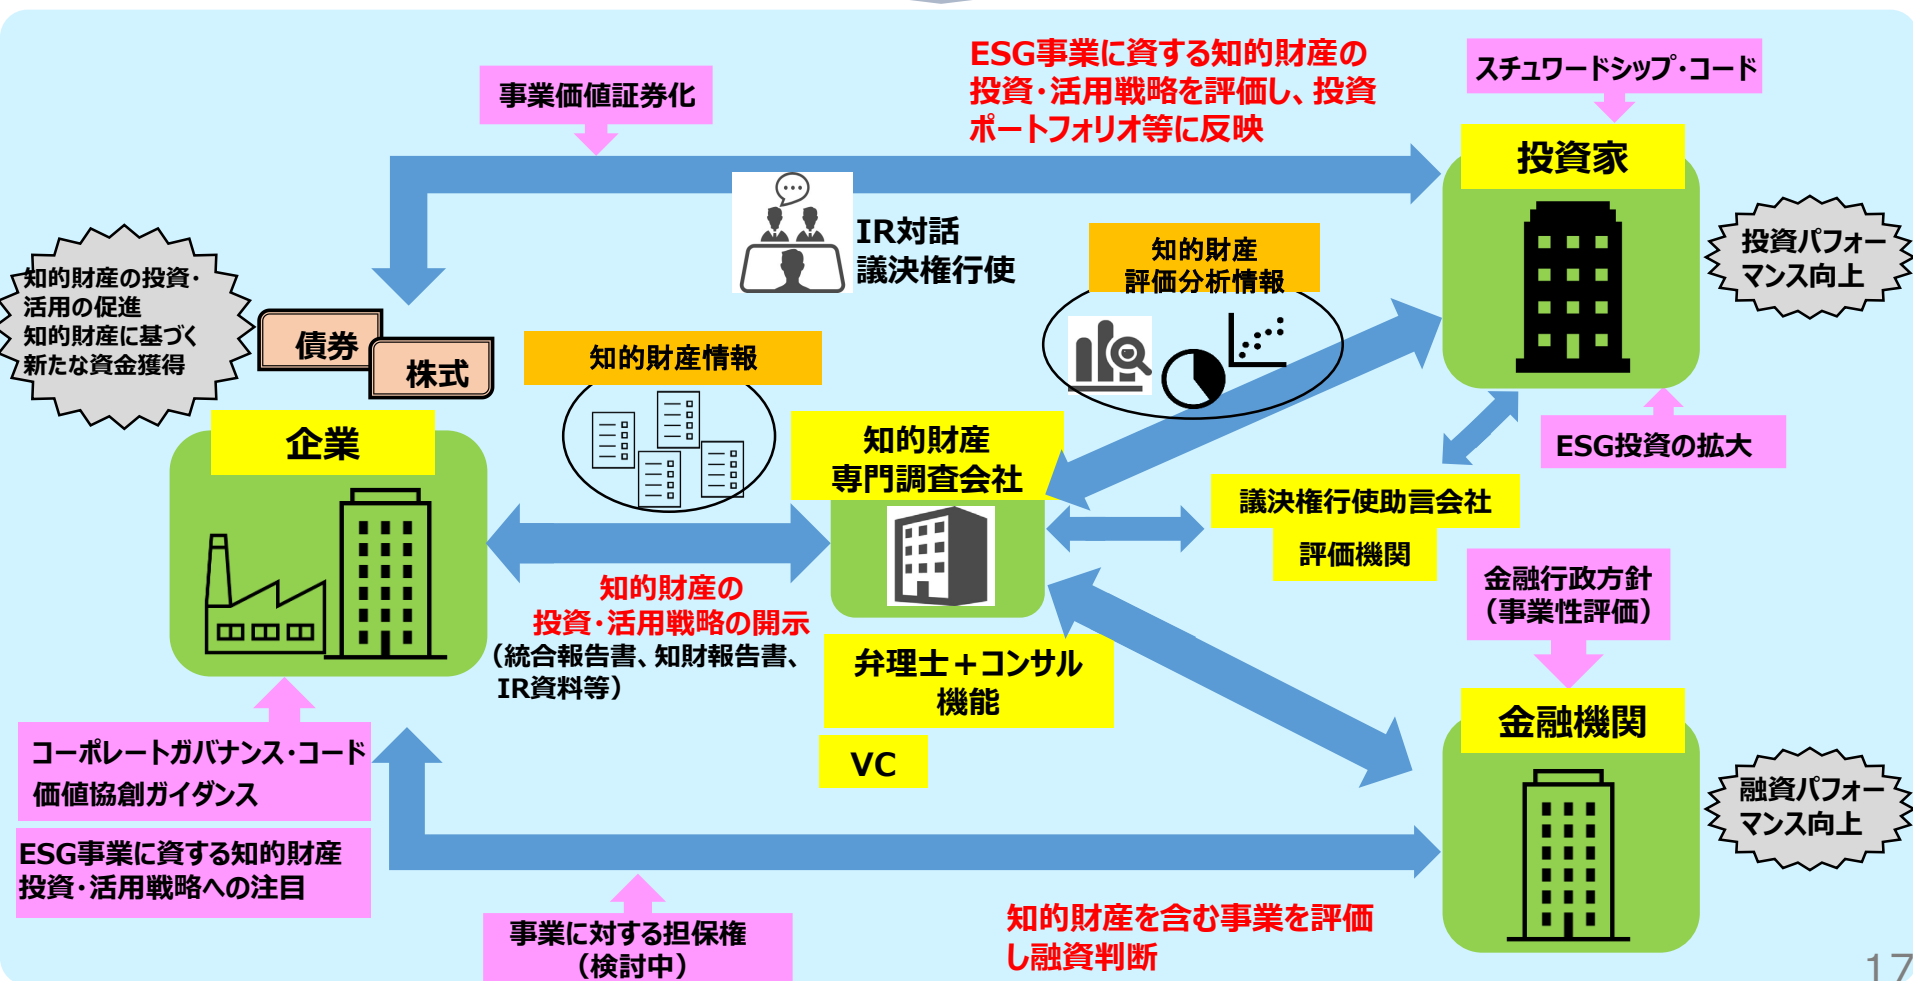 事業価値証券化
ESG事業に資する知的財産の
投資・活用戦略を評価し、投資
ポートフォリオ等に反映
スチュワードシップ・コード
投資家
投資パフォー
マンス向上
IR対話
議決権行使
知的財産
評価分析情報
知的財産の投資・
活用の促進
知的財産に基づく
新たな資金獲得
債券
株式
知的財産情報
企業
知的財産
専門調査会社
ESG投資の拡大
議決権行使助言会社
評価機関
知的財産の
投資・活用戦略の開示
（統合報告書、知財報告書、
IR資料等）
弁理士＋コンサル
機能
VC
金融行政方針
（事業性評価）
金融機関
融資パフォー
マンス向上
コーポレートガバナンス・コード
価値協創ガイダンス
ESG事業に資する知的財産
投資・活用戦略への注目
事業に対する担保権
（検討中）
知的財産を含む事業を評価
し融資判断
17